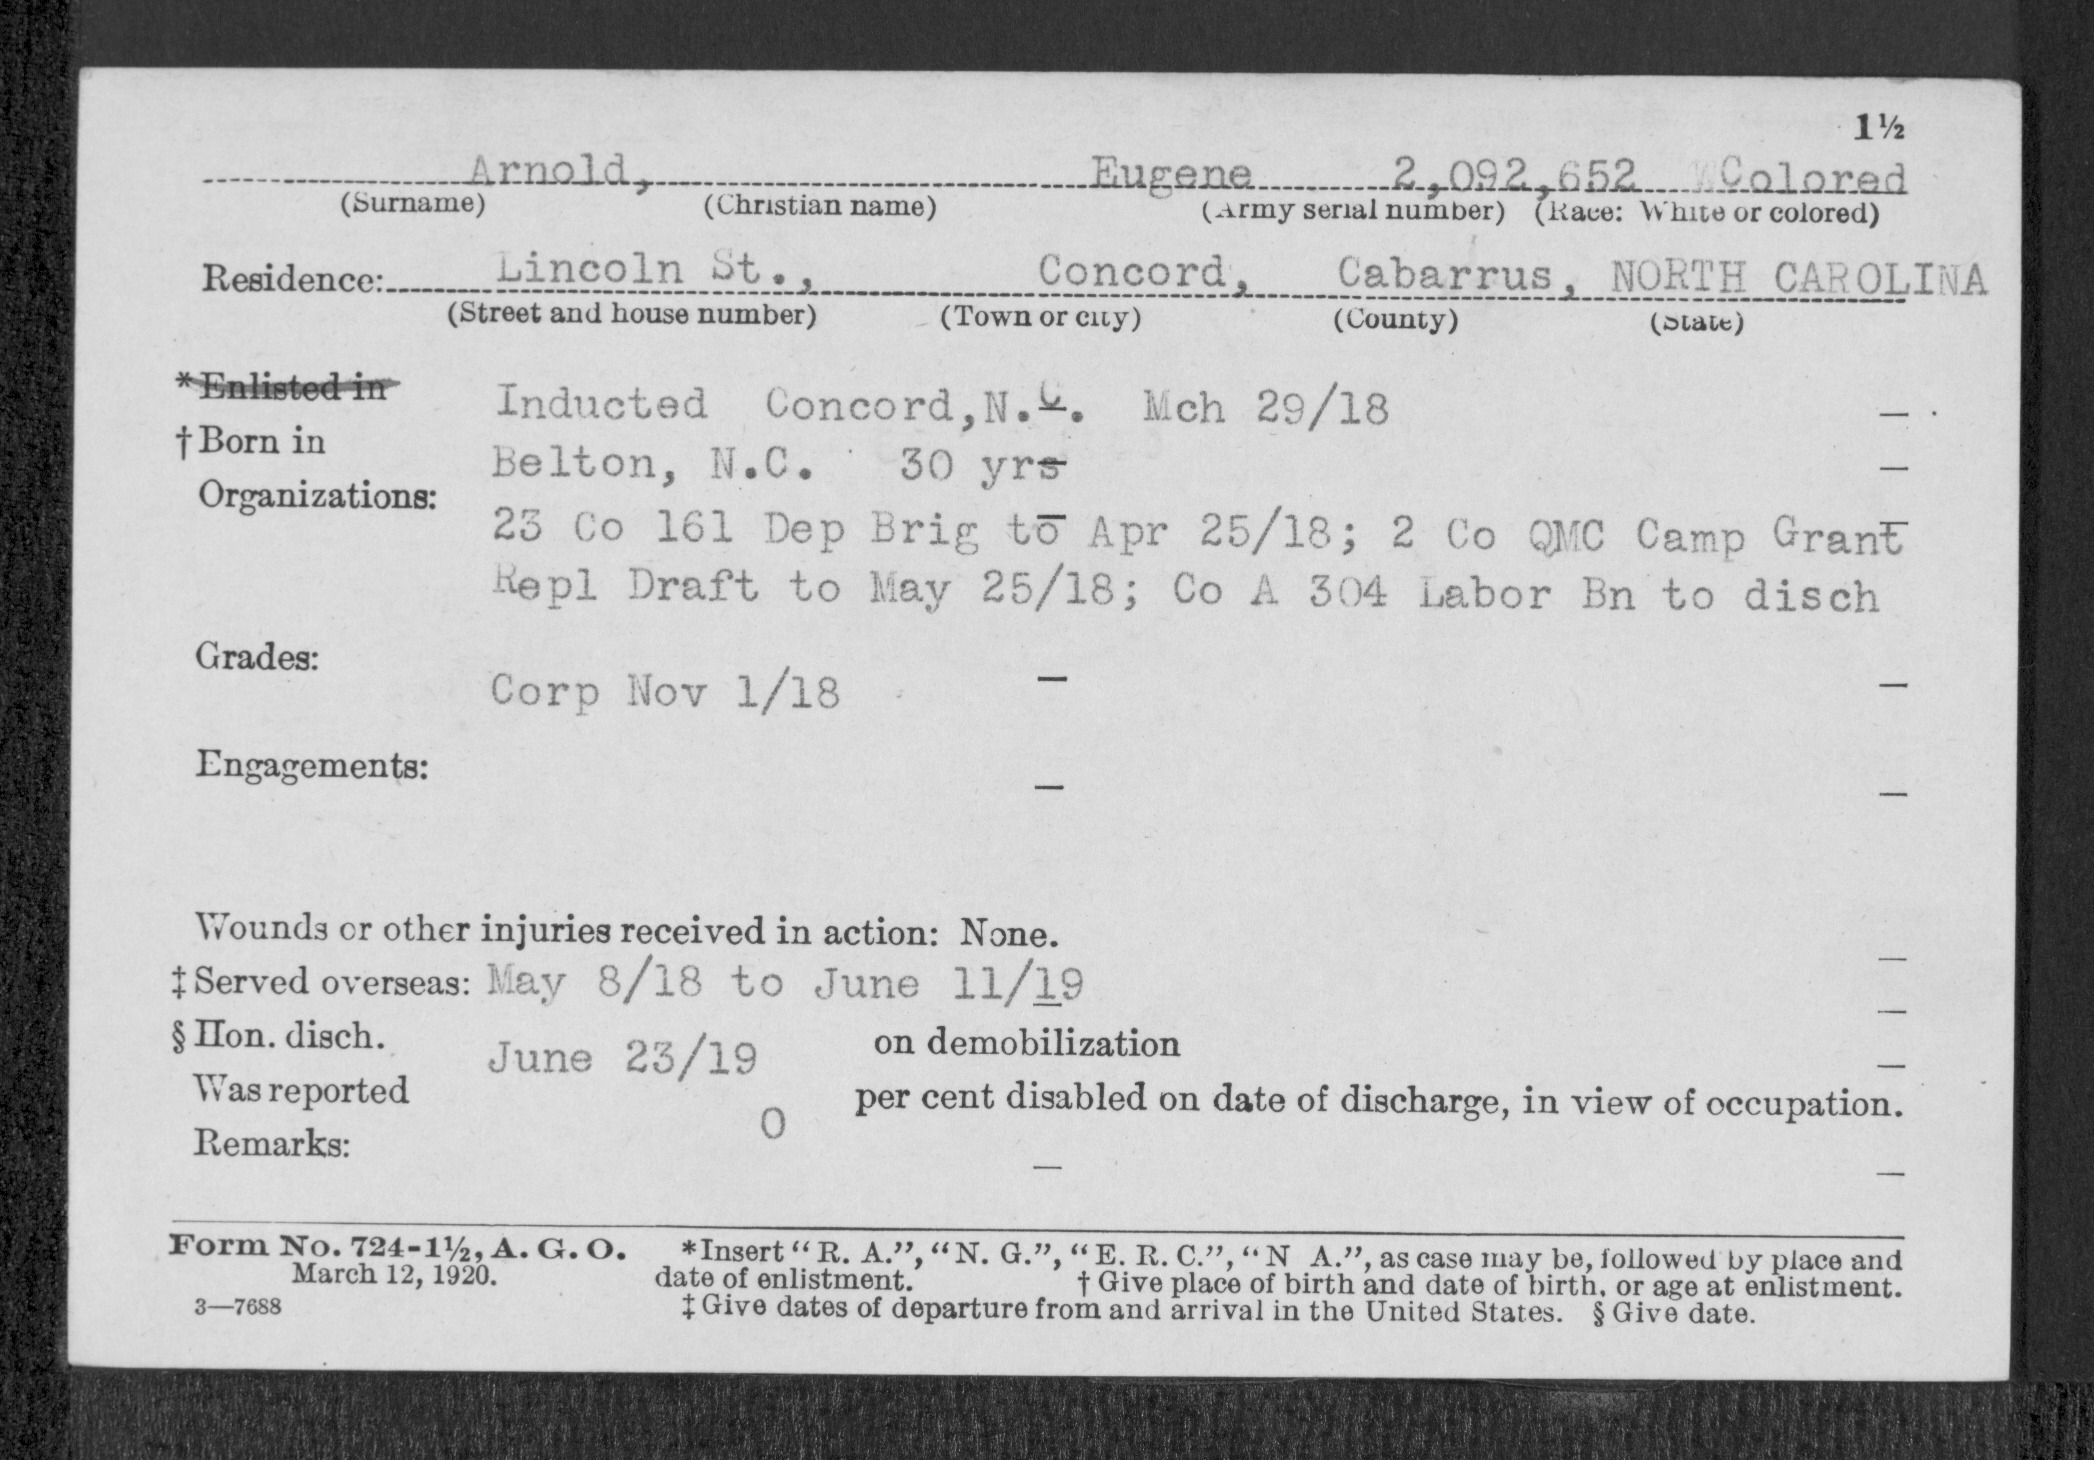 1½
Arnold, Eugene 2,092,652 Colored
(Surname) (Christian name) (Army serial number) (Race: White or colored)
Residence: Lincoln St., Concord, Cabarrus, NORTH CAROLINA
(Street and house number) (Town or city) (County) (State)
*Enlisted in Inducted Concord,N.C. Mch 29/18 –
†Born in Belton, N.C. 30 yrs –
Organizations: 23 Co 161 Dep Brig to Apr 25/18; 2 Co QMC Camp Grant
Repl Draft to May 25/18; Co A 304 Labor Bn to disch
Grades: Corp Nov 1/18 – –
Engagements: – –
Wounds or other injuries received in action: None. –
‡Served overseas: May 8/18 to June 11/19 –
§Hon. disch. June 23/19 on demobilization –
Was reported 0 per cent disabled on date of discharge, in view of occupation.
Remarks: – –
Form No. 724-1½, A. G. O. *Insert “R. A.”, “N. G.”, “E. R. C.”, “N A.”, as case may be, followed by place and
March 12, 1920. date of enlistment. †Give place of birth and date of birth, or age at enlistment.
3—7688 ‡Give dates of departure from and arrival in the United States. §Give date.